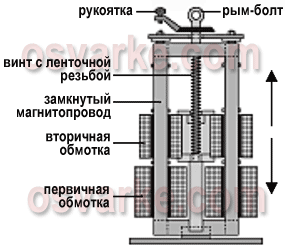 рукоятка
рым-болт
osvarke.com
винт с ленточной
резьбой
замкнутый
магнитопровод
вторичная
обмотка
первичная
обмотка
osvarke.com